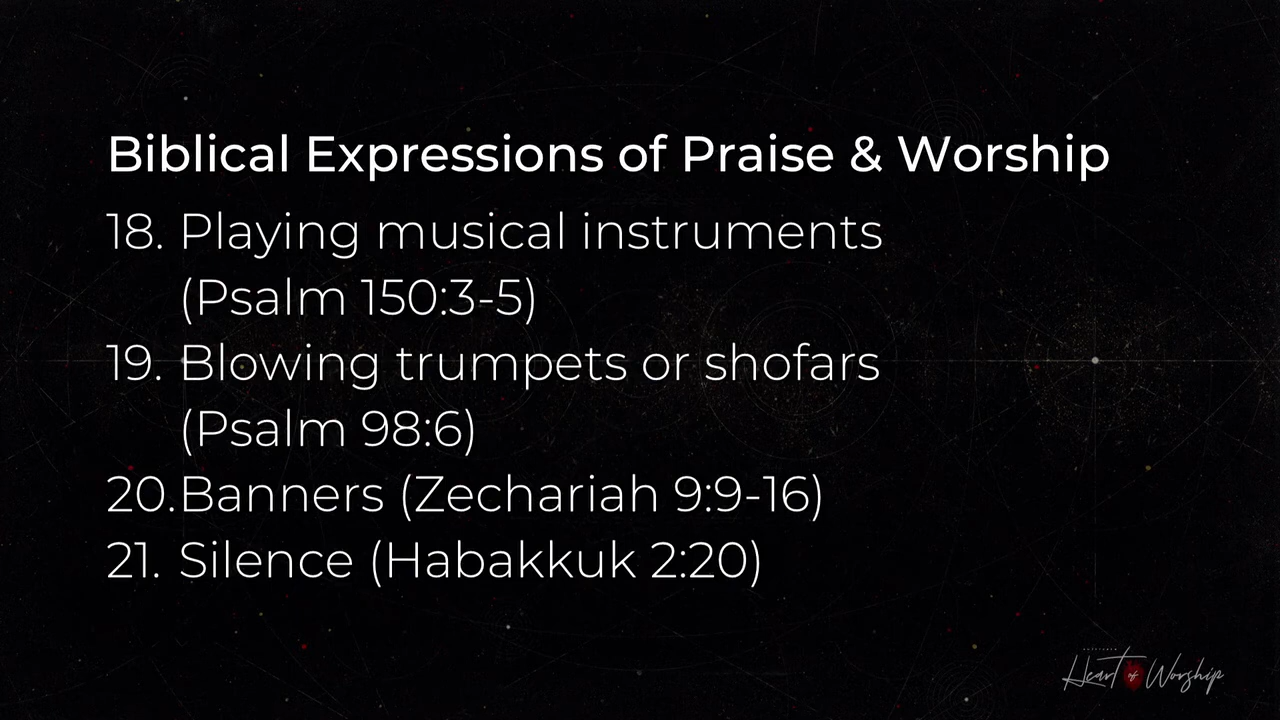 Biblical Expressions of Praise & Worship
18. Playing musical instruments
(Psalm 150:3-5)
19. Blowing trumpets or shofars
(Psalm 98:6)
20.Banners (Zechariah 9:9-16)
21. Silence (Habakkuk 2:20)
Heart of Worship